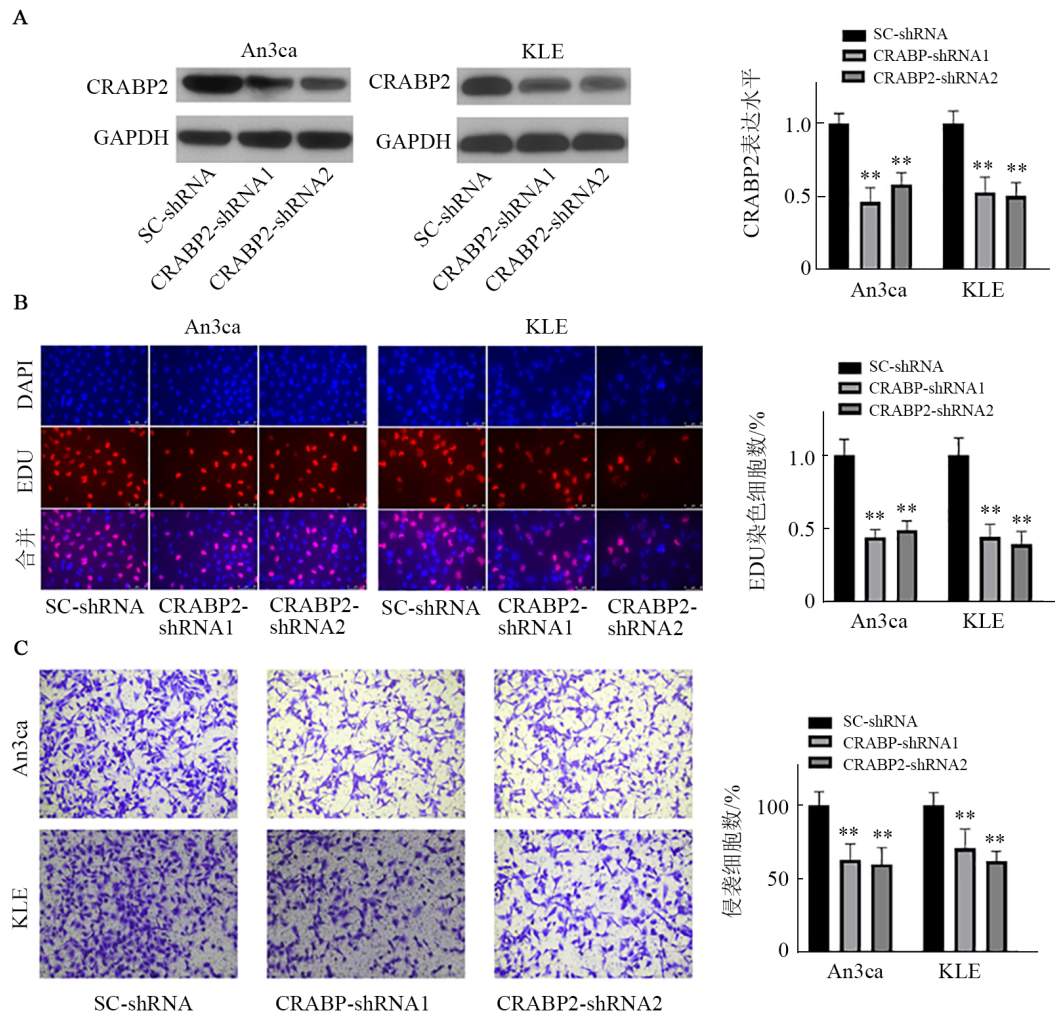 A
An3ca
KLE
CRABP2
CRABP2
GAPDH
GAPDH
SC-shRNA
CRABP2-shRNA1
CRABP2-shRNA2
SC-shRNA
CRABP2-shRNA1
CRABP2-shRNA2
SC-shRNA
CRABP-shRNA1
CRABP2-shRNA2
CRABP2表达水平
1.0
0.5
0
** ** ** **
An3ca
KLE
B
An3ca
KLE
DAPI
EDU
合并
SC-shRNA
CRABP2-
shRNA1
CRABP2-
shRNA2
SC-shRNA
CRABP2-
shRNA1
CRABP2-
shRNA2
SC-shRNA
CRABP-shRNA1
CRABP2-shRNA2
EDU染色细胞数/%
1.0
0.5
0
** ** ** **
An3ca
KLE
C
An3ca
KLE
SC-shRNA
CRABP-shRNA1
CRABP2-shRNA2
SC-shRNA
CRABP-shRNA1
CRABP2-shRNA2
侵袭细胞数/%
100
50
0
** ** ** **
An3ca
KLE